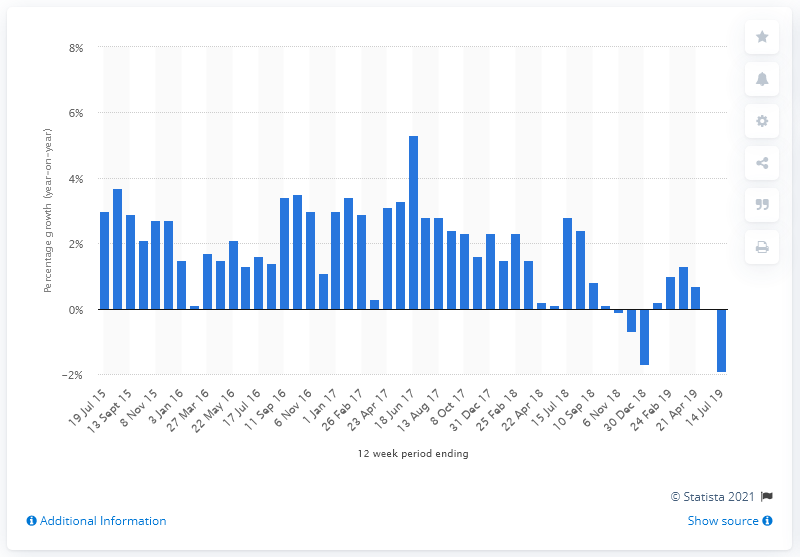 8%
6%
4%
2%
0%
-2%
Percentage growth (year-on-year)
19 Jul 15
13 Sept 15
8 Nov 15
3 Jan 16
27 Mar 16
22 May 16
17 Jul 16
11 Sep 16
6 Nov 16
1 Jan 17
26 Feb 17
23 Apr 17
18 Jun 17
13 Aug 17
8 Oct 17
31 Dec 17
25 Feb 18
22 Apr 18
15 Jul 18
10 Sep 18
6 Nov 18
30 Dec 18
24 Feb 19
21 Apr 19
14 Jul 19
12 week period ending
© Statista 2021
Additional Information
Show source